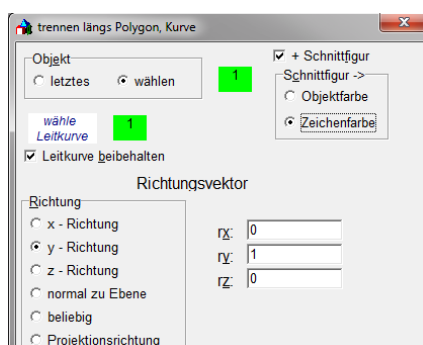 trennen längs Polygon, Kurve
Objekt
letztes
wählen
1
+ Schnittfigur
Schnittfigur ->
Objektfarbe
Zeichenfarbe
wähle
Leitkurve
1
Leitkurve beibehalten
Richtungsvektor
Richtung
x - Richtung
y - Richtung
z - Richtung
normal zu Ebene
beliebig
Projektionsrichtung
rx: 0
ry: 1
rz: 0